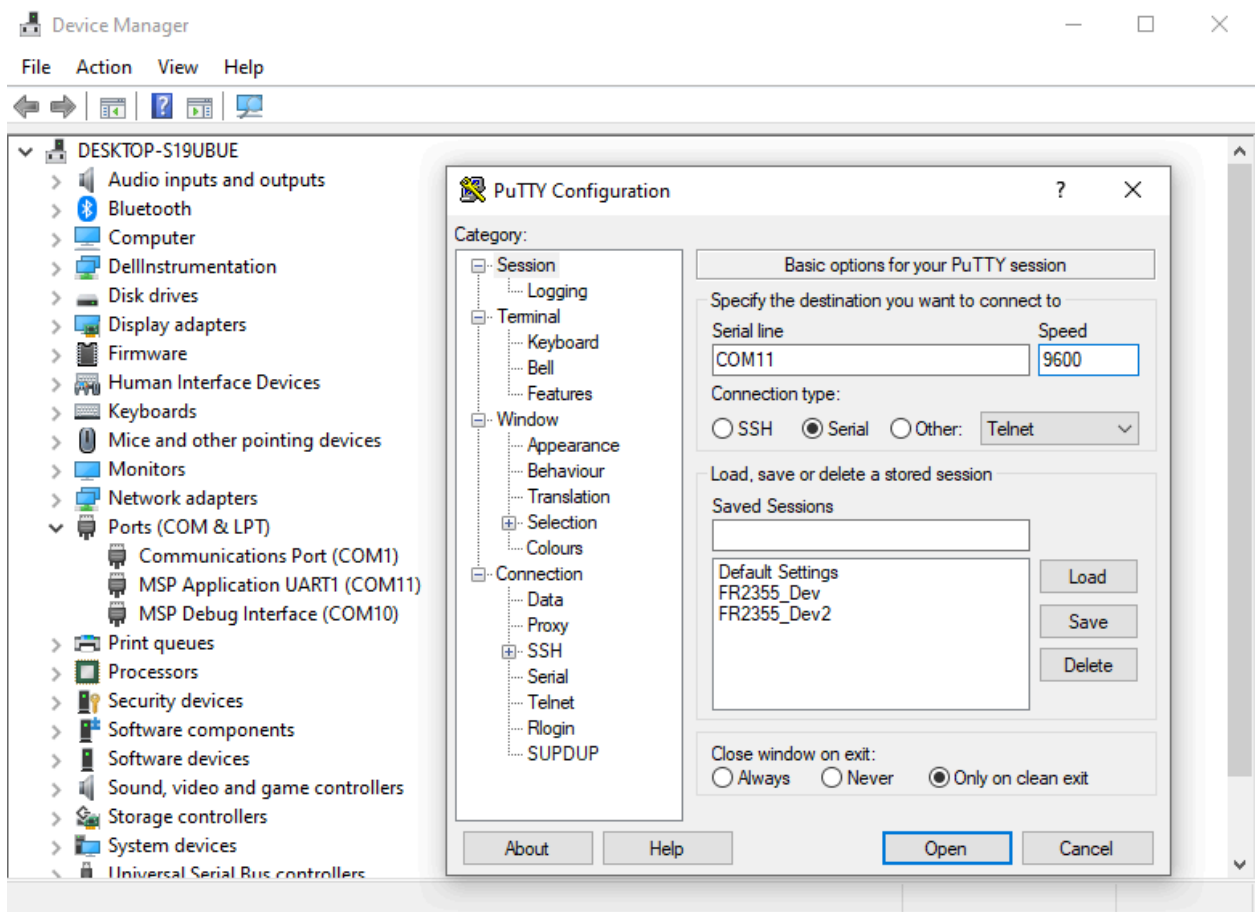 Device Manager
File Action View Help
DESKTOP-S19UBUE
Audio inputs and outputs
Bluetooth
Computer
DellInstrumentation
Disk drives
Display adapters
Firmware
Human Interface Devices
Keyboards
Mice and other pointing devices
Monitors
Network adapters
Ports (COM & LPT)
Communications Port (COM1)
MSP Application UART1 (COM11)
MSP Debug Interface (COM10)
Print queues
Processors
Security devices
Software components
Software devices
Sound, video and game controllers
Storage controllers
System devices
Universal Serial Bus controllers
PuTTY Configuration
?
Category:
Session
Logging
Terminal
Keyboard
Bell
Features
Window
Appearance
Behaviour
Translation
Selection
Colours
Connection
Data
Proxy
SSH
Serial
Telnet
Rlogin
SUPDUP
Basic options for your PuTTY session
Specify the destination you want to connect to
Serial line Speed
COM11 9600
Connection type:
SSH Serial Other: Telnet
Load, save or delete a stored session
Saved Sessions
Default Settings
FR2355_Dev
FR2355_Dev2
Load
Save
Delete
Close window on exit:
Always Never Only on clean exit
About Help Open Cancel